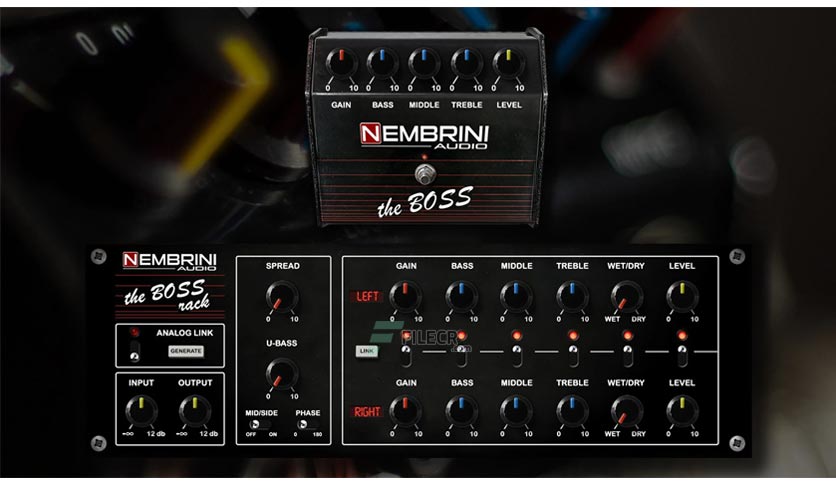 0 2
0 10 0 10 0 10 0 10 0 10
GAIN BASS MIDDLE TREBLE LEVEL
NEMBRINI
AUDIO
the BOSS
NEMBRINI
AUDIO
the BOSS
rack
ANALOG LINK
GENERATE
INPUT OUTPUT
-∞ 12 db -∞ 12 db
SPREAD
0 10
U-BASS
0 10
MID/SIDE PHASE
OFF ON 0 180
GAIN BASS MIDDLE TREBLE WET/DRY LEVEL
LEFT
0 10 0 10 0 10 0 10 WET DRY 0 10
LINK
FILECR
.com
GAIN BASS MIDDLE TREBLE WET/DRY LEVEL
RIGHT
0 10 0 10 0 10 0 10 WET DRY 0 10